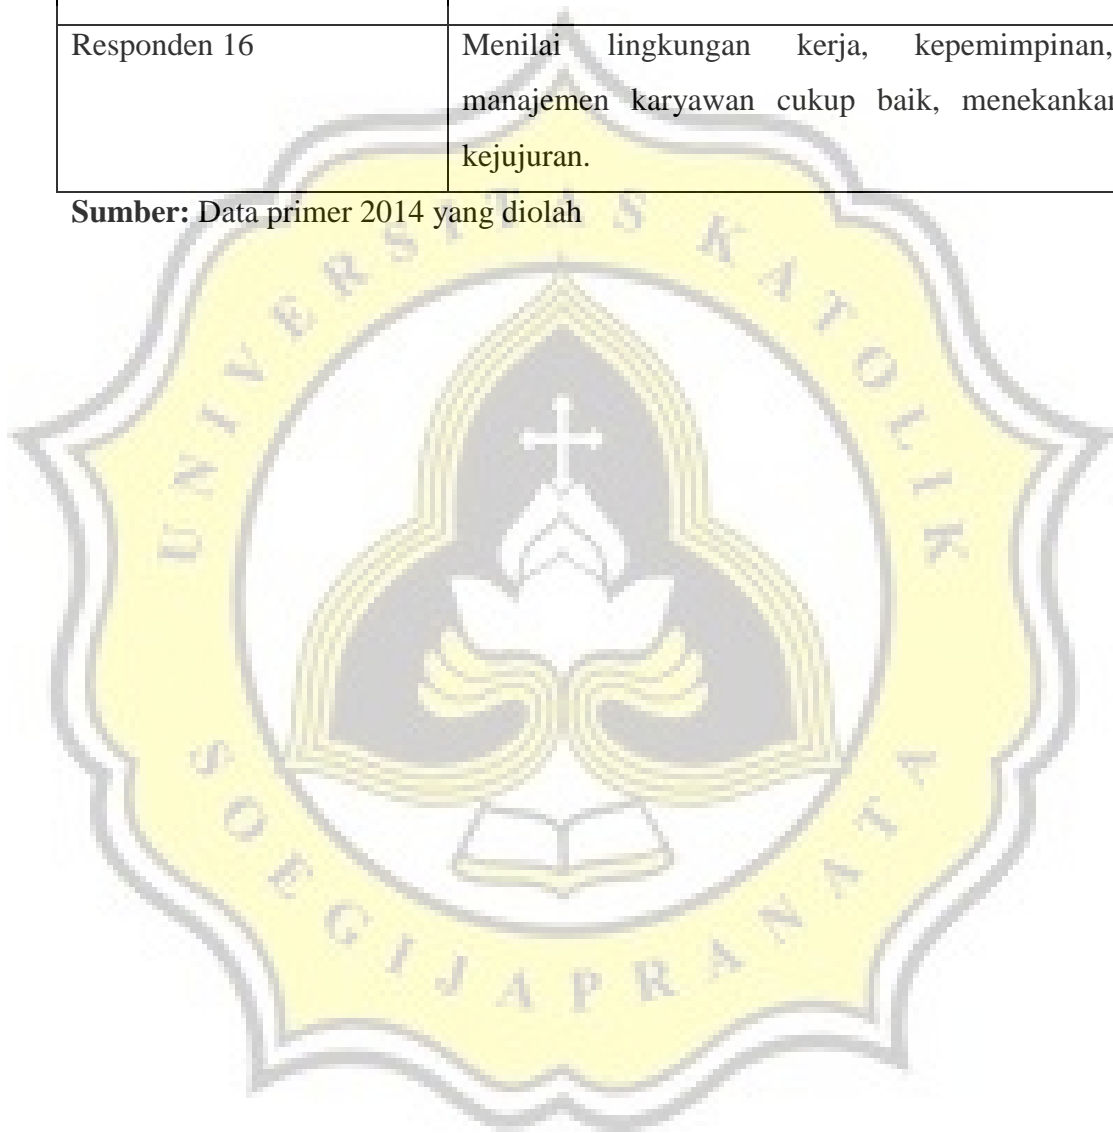 Responden 16
Menilai lingkungan kerja, kepemimpinan,
manajemen karyawan cukup baik, menekankan
kejujuran.
Sumber: Data primer 2014 yang diolah
UNIVERSITAS KATOLIK
SOEGIJAPRANATA